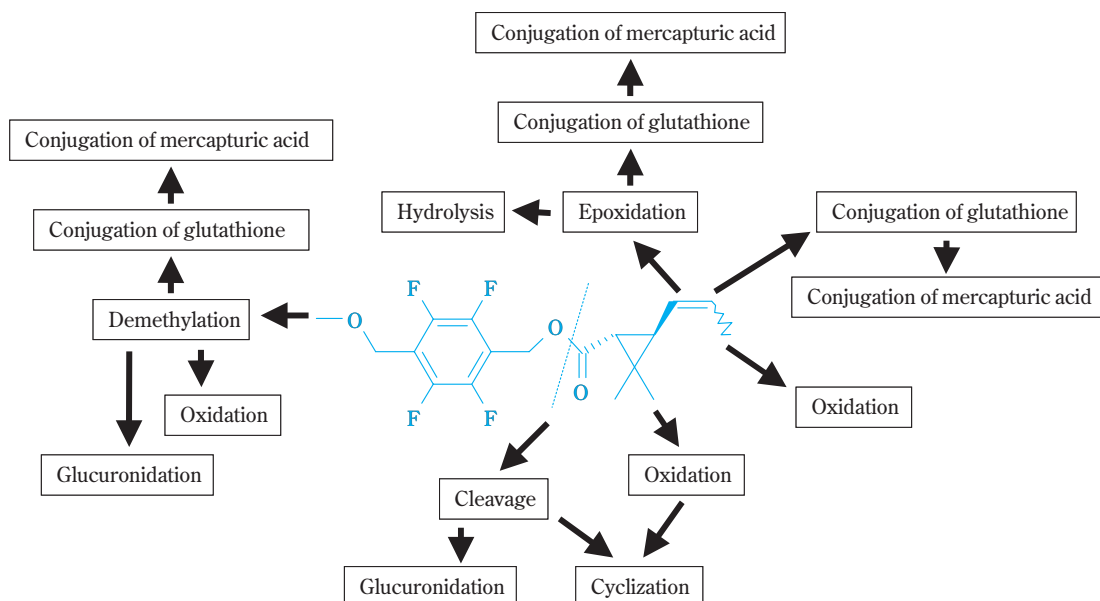 Conjugation of mercapturic acid
Conjugation of glutathione
Conjugation of mercapturic acid
Conjugation of glutathione
Hydrolysis
Epoxidation
Conjugation of glutathione
Conjugation of mercapturic acid
Demethylation
F
F
O
O
O
F
F
Oxidation
Oxidation
Glucuronidation
Cleavage
Oxidation
Glucuronidation
Cyclization